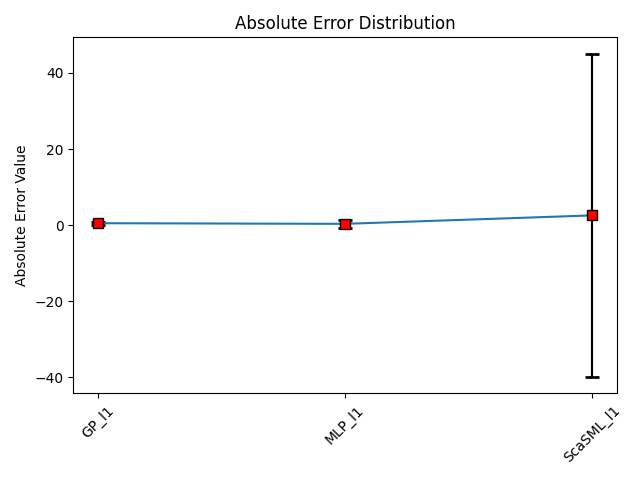 Absolute Error Distribution
Absolute Error Value
40
20
0
−20
−40
GP_l1
MLP_l1
ScaSML_l1